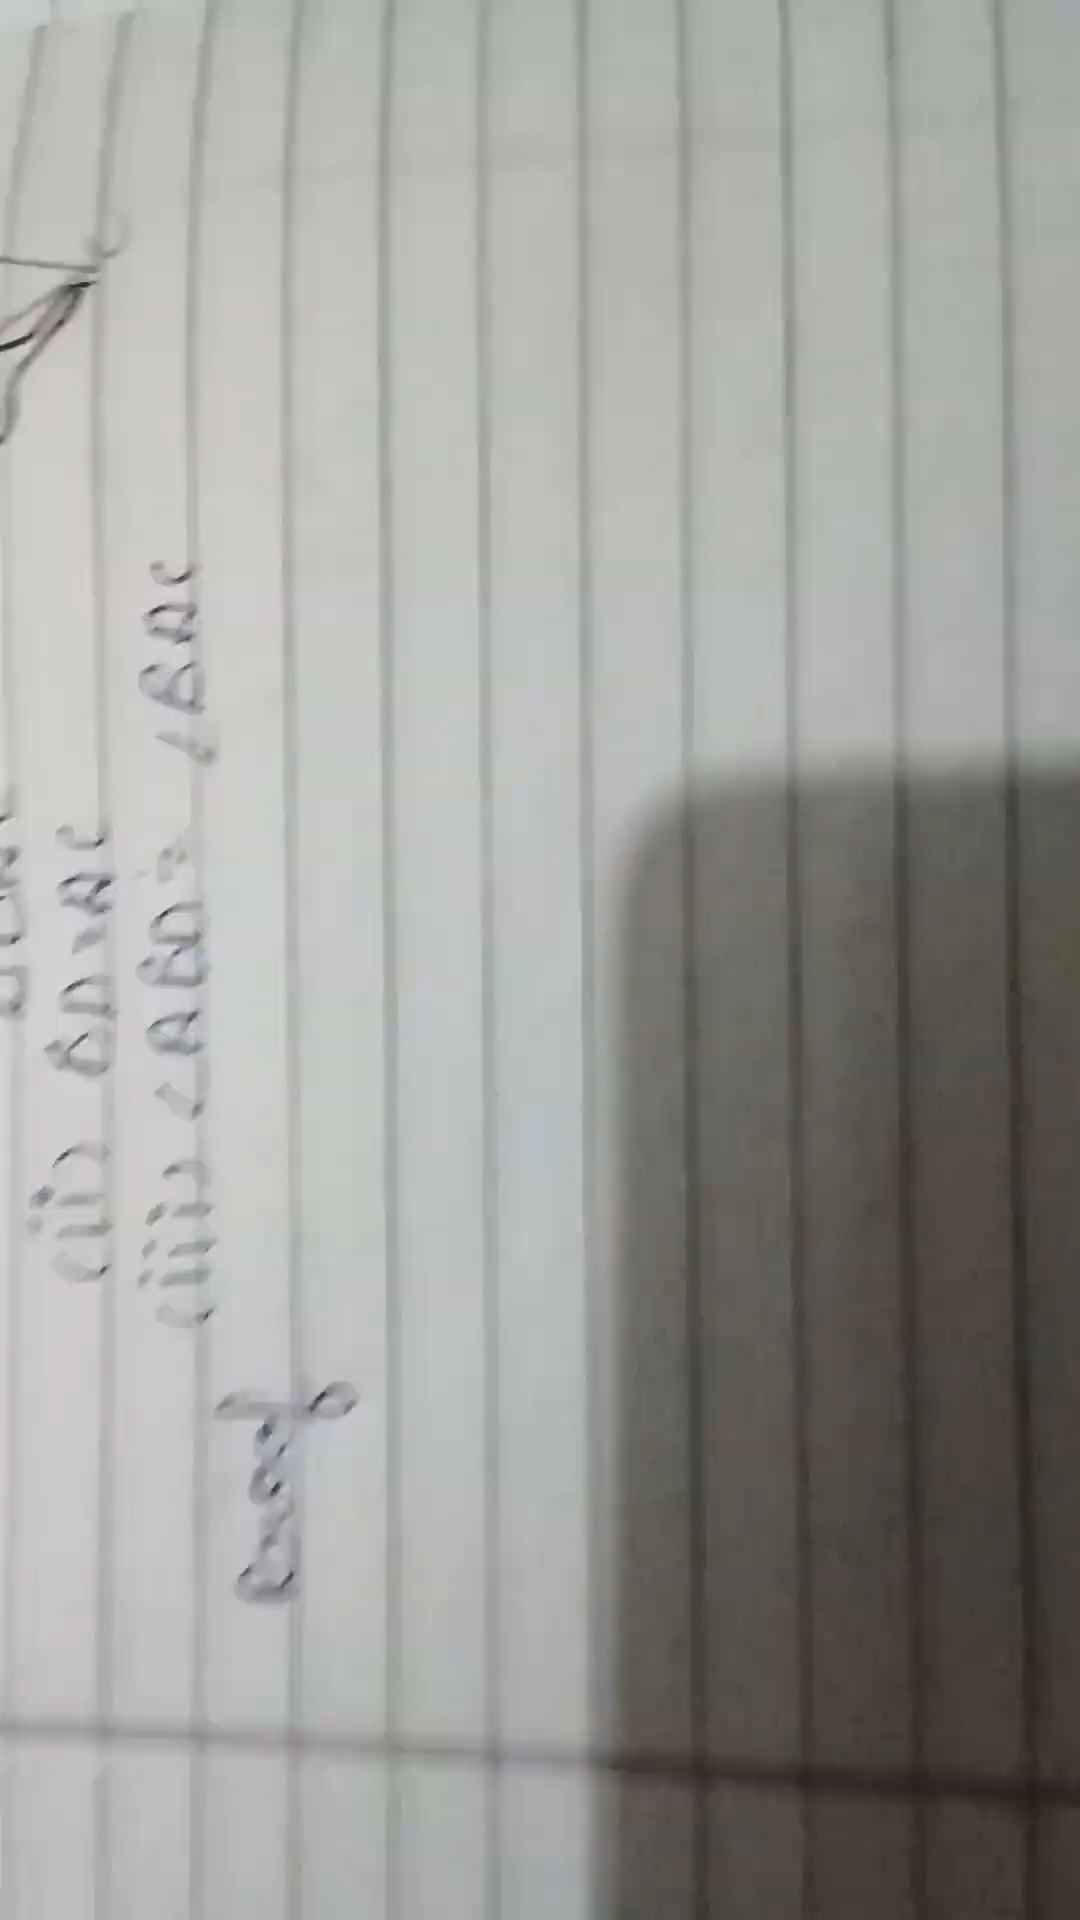 C
(ii) BD=AC
(iii) <ABD= <BAC
Proof